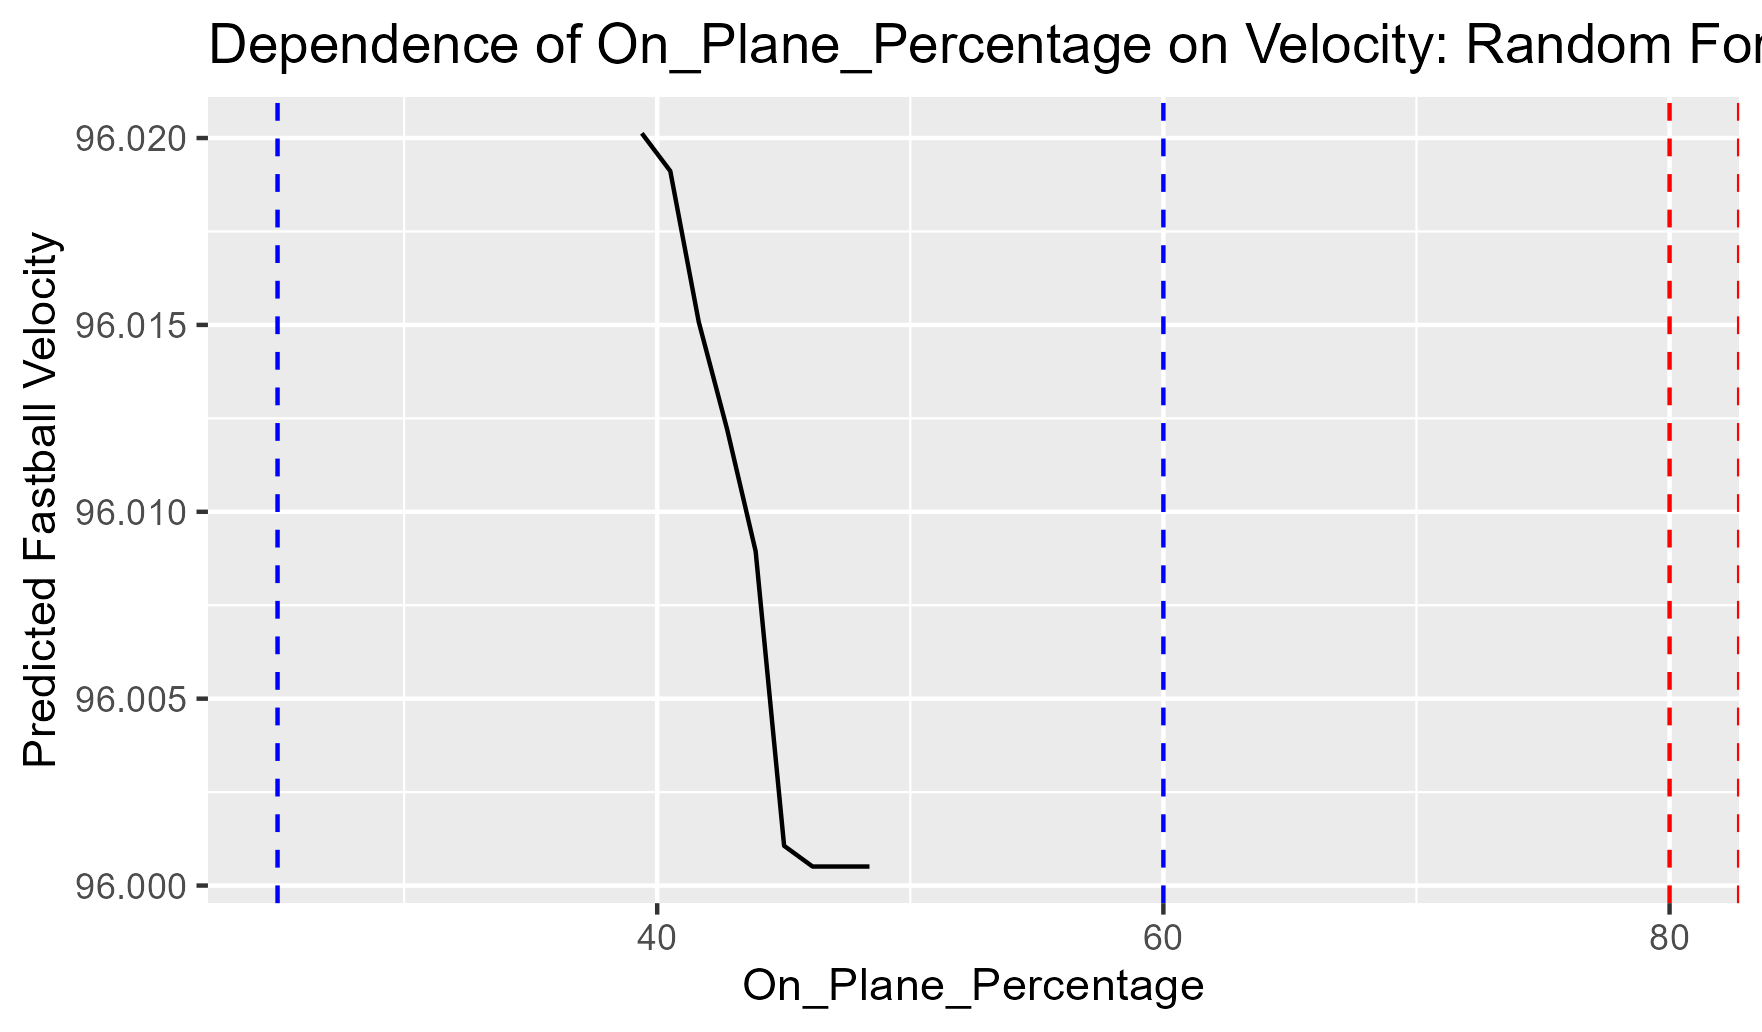 Dependence of On_Plane_Percentage on Velocity: Random For
96.020
96.015
96.010
96.005
96.000
Predicted Fastball Velocity
40 60 80
On_Plane_Percentage